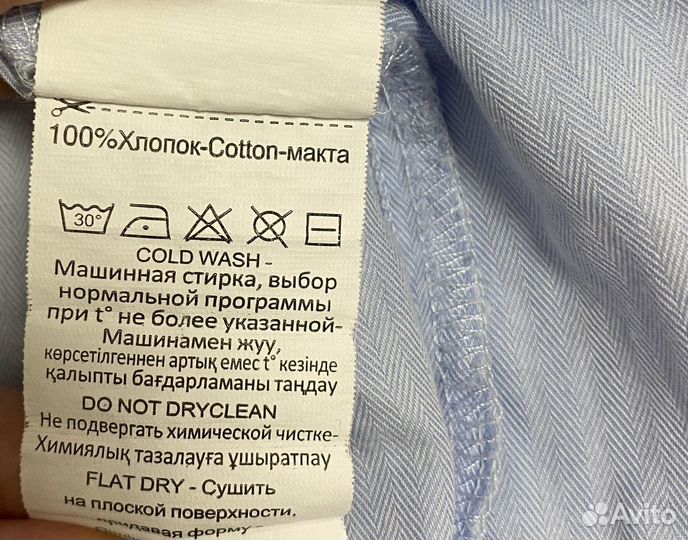 100%Хлопок-Cotton-макта
30°
COLD WASH -
Машинная стирка, выбор
нормальной программы
при t° не более указанной-
Машинамен жуу,
көрсетілгеннен артық емес t° кезінде
қалыпты бағдарламаны таңдау
DO NOT DRYCLEAN
Не подвергать химической чистке-
Химиялық тазалауға ұшыратпау
FLAT DRY - Сушить
на плоской поверхности,
придавая форму -
Avito